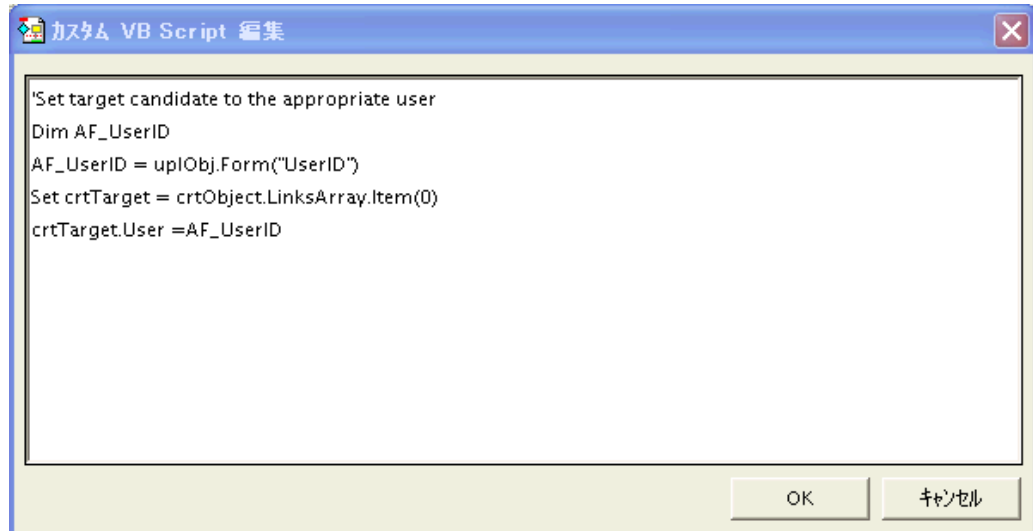 カスタム VB Script 編集
'Set target candidate to the appropriate user
Dim AF_UserID
AF_UserID = uplObj.Form("UserID")
Set crtTarget = crtObject.LinksArray.Item(0)
crtTarget.User =AF_UserID
OK キャンセル